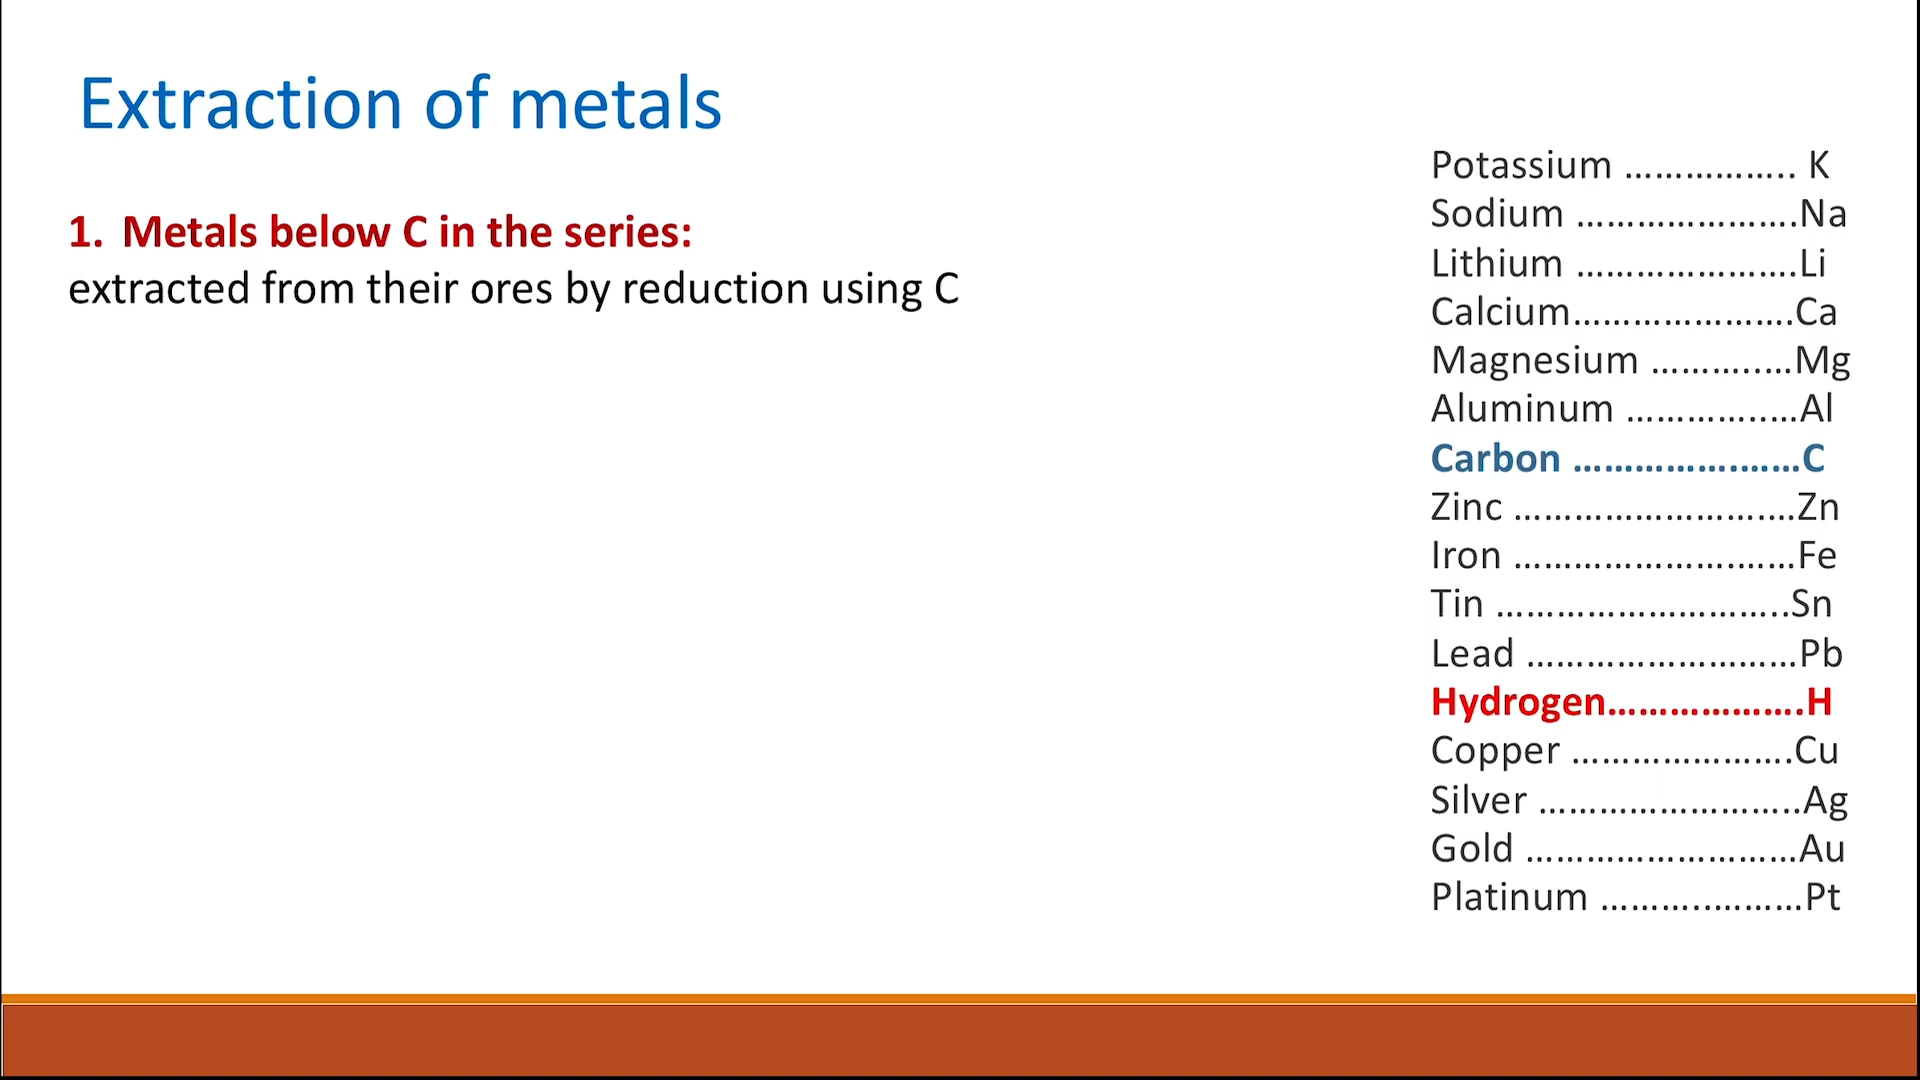 Extraction of metals
1. Metals below C in the series:
extracted from their ores by reduction using C
Potassium …………….. K
Sodium ………………….Na
Lithium ………………….Li
Calcium………………….Ca
Magnesium ………..…Mg
Aluminum …………..…Al
Carbon ……………..……C
Zinc …………………….…Zn
Iron ………………….……Fe
Tin ………………………..Sn
Lead ………………………Pb
Hydrogen……………….H
Copper ………………….Cu
Silver ……………………..Ag
Gold ………………………Au
Platinum ………..………Pt